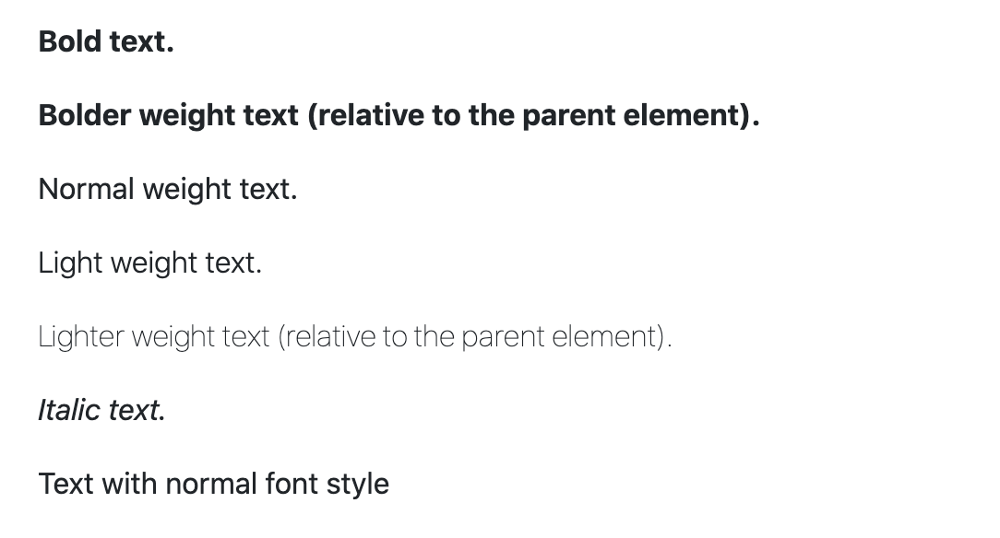 Bold text.
Bolder weight text (relative to the parent element).
Normal weight text.
Light weight text.
Lighter weight text (relative to the parent element).
Italic text.
Text with normal font style